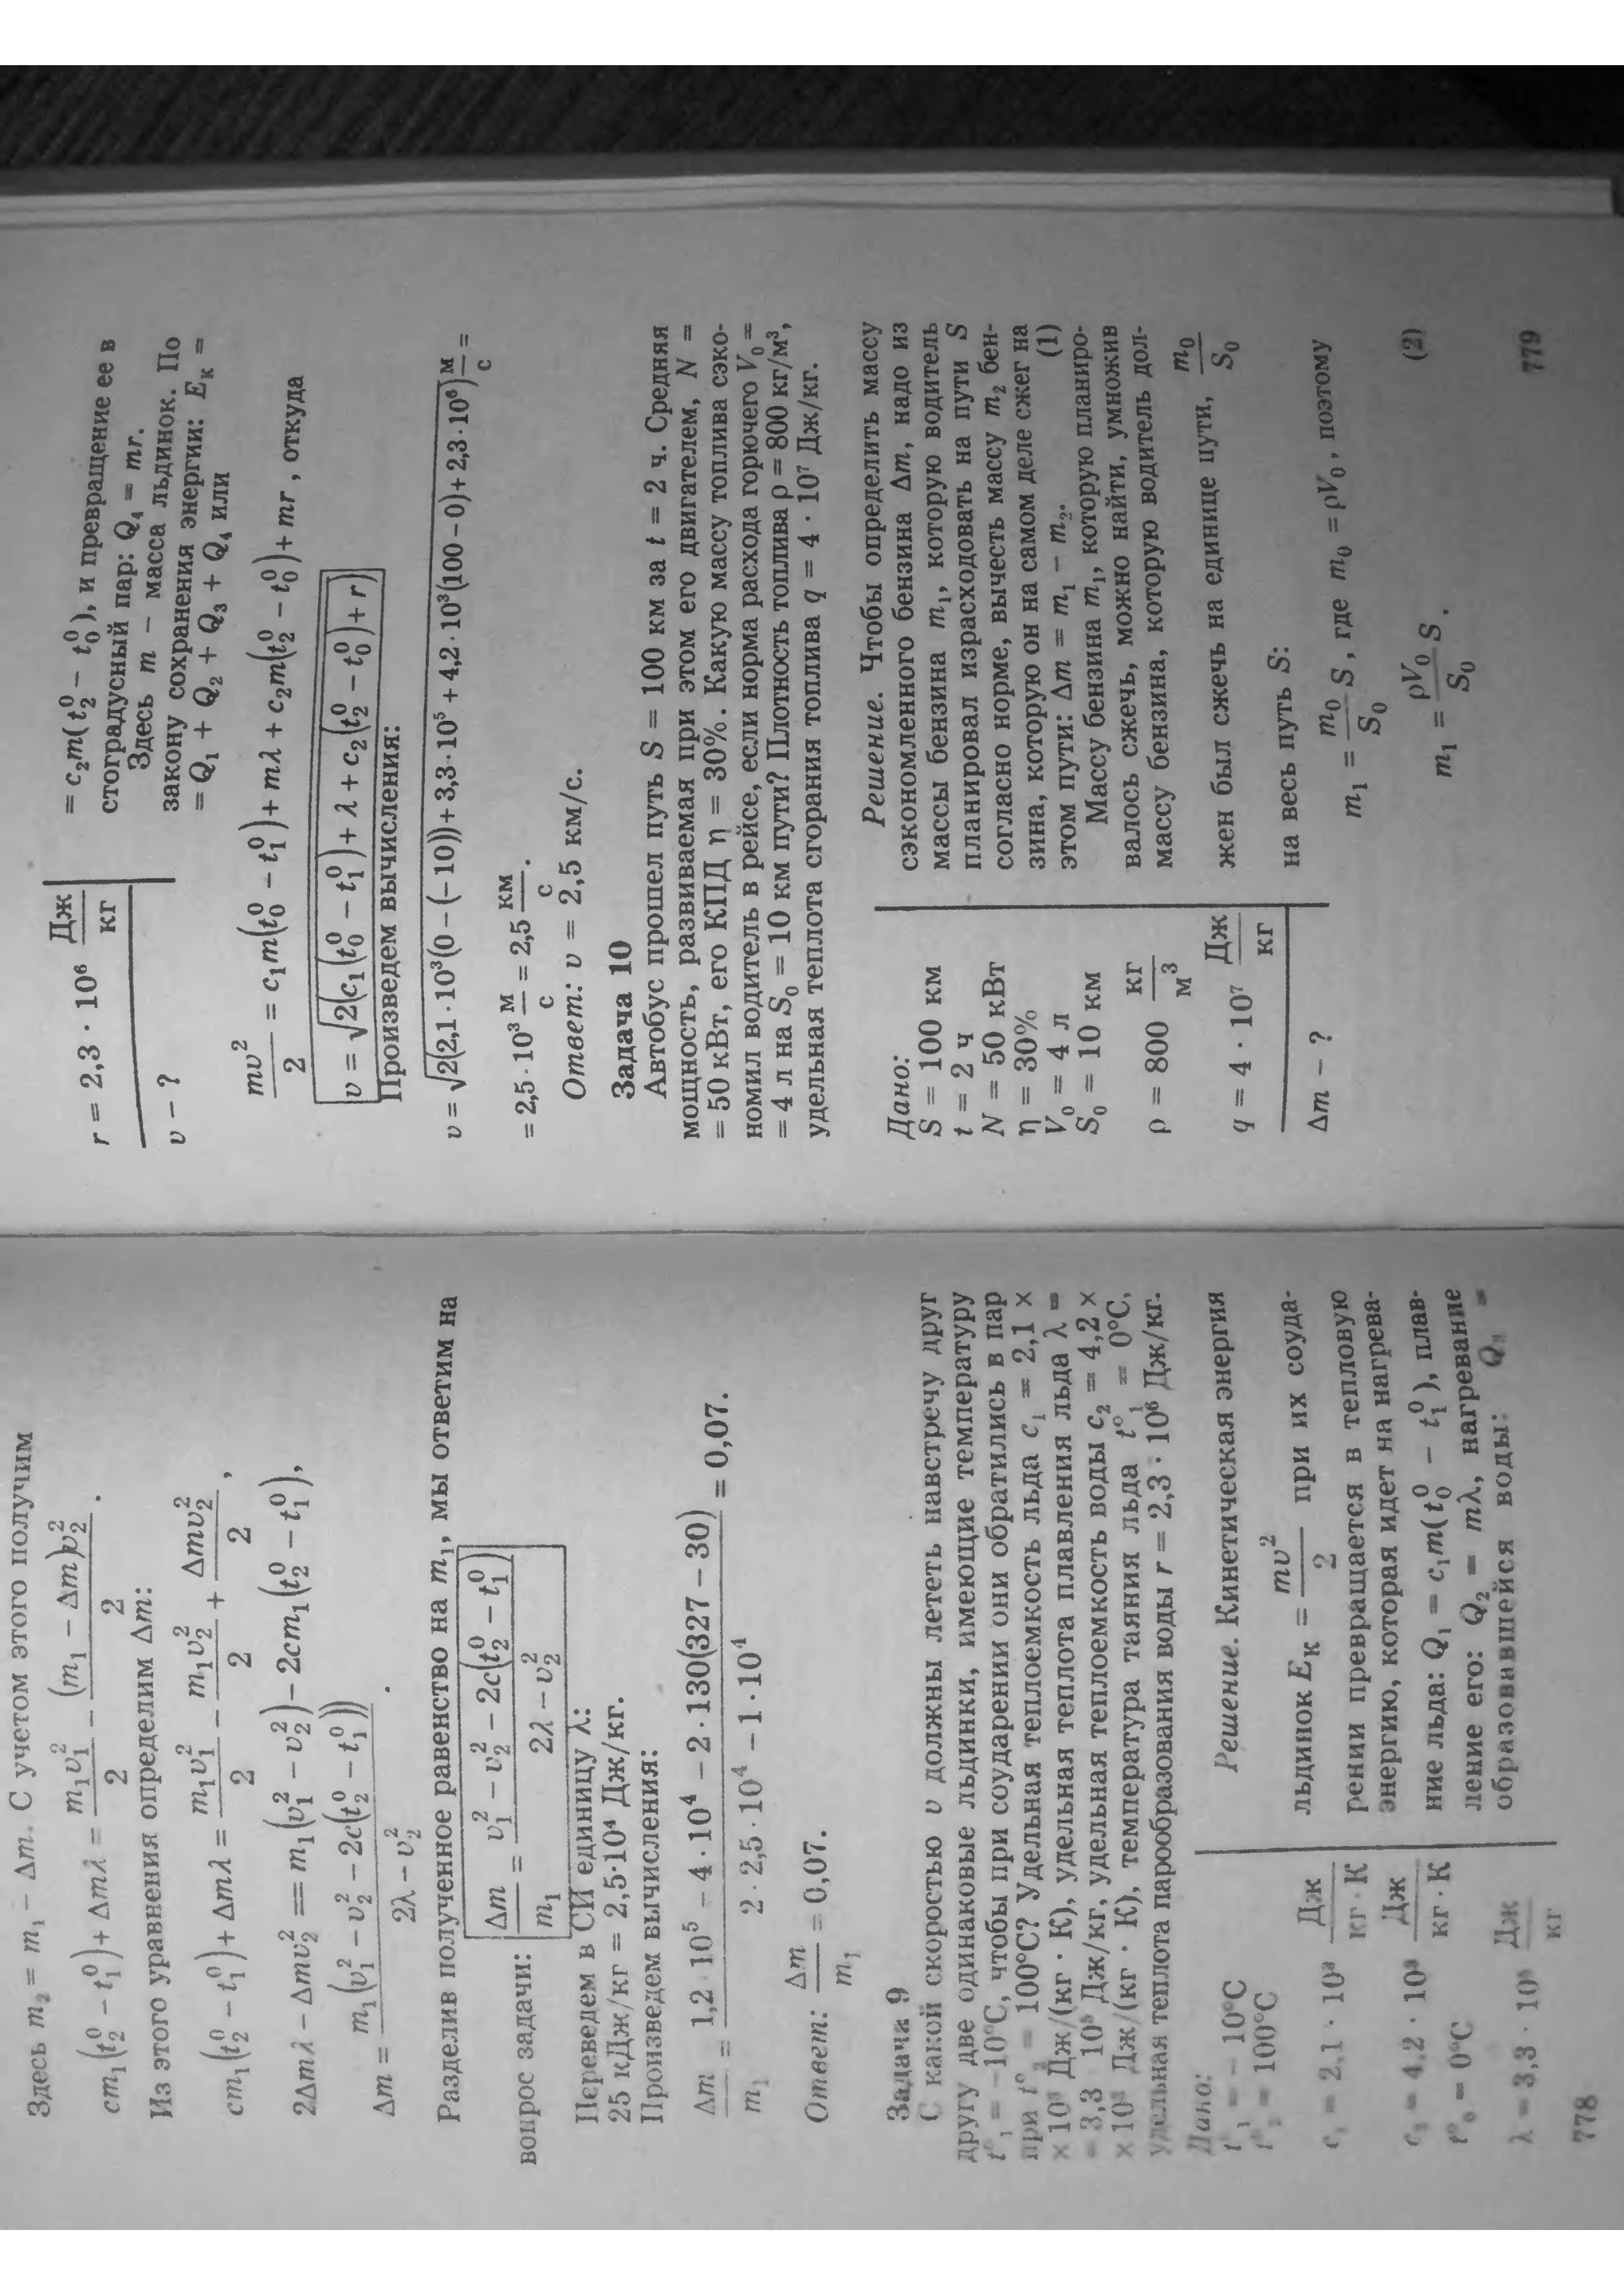 Здесь m₂ = m₁ − Δm. С учетом этого получим
cm₁(t₂⁰ − t₁⁰) + Δmλ = m₁v₁²/2 − (m₁ − Δm)v₂²/2.
Из этого уравнения определим Δm:
cm₁(t₂⁰ − t₁⁰) + Δmλ = m₁v₁²/2 − m₁v₂²/2 + Δmv₂²/2,
2Δmλ − Δmv₂² = m₁(v₁² − v₂²) − 2cm₁(t₂⁰ − t₁⁰),
Δm = m₁(v₁² − v₂² − 2c(t₂⁰ − t₁⁰))/(2λ − v₂²).
Разделив полученное равенство на m₁, мы ответим на
вопрос задачи: Δm/m₁ = (v₁² − v₂² − 2c(t₂⁰ − t₁⁰))/(2λ − v₂²)
Переведем в СИ единицу λ:
25 кДж/кг = 2,5·10⁴ Дж/кг.
Произведем вычисления:
Δm/m₁ = (1,2·10⁵ − 4·10⁴ − 2·130(327 − 30))/(2·2,5·10⁴ − 1·10⁴) = 0,07.
Ответ: Δm/m₁ = 0,07.
Задача 9
С какой скоростью v должны лететь навстречу друг
другу две одинаковые льдинки, имеющие температуру
t°₁ = −10°C, чтобы при соударении они обратились в пар
при t°₂ = 100°C? Удельная теплоемкость льда c₁ = 2,1 ×
× 10³ Дж/(кг · К), удельная теплота плавления льда λ =
= 3,3 · 10⁵ Дж/кг, удельная теплоемкость воды c₂ = 4,2 ×
× 10³ Дж/(кг · К), температура таяния льда t°₁ = 0°C,
удельная теплота парообразования воды r = 2,3 · 10⁶ Дж/кг.
Дано:
t°₁ = − 10°C
t°₂ = 100°C
c₁ = 2,1 · 10³ Дж/(кг · К)
c₂ = 4,2 · 10³ Дж/(кг · К)
t°₀ = 0°C
λ = 3,3 · 10⁵ Дж/кг
Решение. Кинетическая энергия
льдинок Eк = mv²/2 при их соуда-
рении превращается в тепловую
энергию, которая идет на нагрева-
ние льда: Q₁ = c₁m(t₀⁰ − t₁⁰), плав-
ление его: Q₂ = mλ, нагревание
образовавшейся воды: Q₃ =
778
r = 2,3 · 10⁶ Дж/кг
v − ?
= c₂m(t₂⁰ − t₀⁰), и превращение ее в
стоградусный пар: Q₄ = mr.
Здесь m − масса льдинок. По
закону сохранения энергии: Eк =
= Q₁ + Q₂ + Q₃ + Q₄ или
mv²/2 = c₁m(t₀⁰ − t₁⁰) + mλ + c₂m(t₂⁰ − t₀⁰) + mr, откуда
v = √(2(c₁(t₀⁰ − t₁⁰) + λ + c₂(t₂⁰ − t₀⁰) + r)
Произведем вычисления:
v = √(2(2,1·10³(0 − (−10)) + 3,3·10⁵ + 4,2·10³(100 − 0) + 2,3·10⁶) м/с =
= 2,5·10³ м/с = 2,5 км/с.
Ответ: v = 2,5 км/с.
Задача 10
Автобус прошел путь S = 100 км за t = 2 ч. Средняя
мощность, развиваемая при этом его двигателем, N =
= 50 кВт, его КПД η = 30%. Какую массу топлива сэко-
номил водитель в рейсе, если норма расхода горючего V₀ =
= 4 л на S₀ = 10 км пути? Плотность топлива ρ = 800 кг/м³,
удельная теплота сгорания топлива q = 4 · 10⁷ Дж/кг.
Дано:
S = 100 км
t = 2 ч
N = 50 кВт
η = 30%
V₀ = 4 л
S₀ = 10 км
ρ = 800 кг/м³
q = 4 · 10⁷ Дж/кг
Δm − ?
Решение. Чтобы определить массу
сэкономленного бензина Δm, надо из
массы бензина m₁, которую водитель
планировал израсходовать на пути S
согласно норме, вычесть массу m₂ бен-
зина, которую он на самом деле сжег на
этом пути: Δm = m₁ − m₂. (1)
Массу бензина m₁, которую планиро-
валось сжечь, можно найти, умножив
массу бензина, которую водитель дол-
жен был сжечь на единице пути, m₀/S₀
на весь путь S:
m₁ = m₀/S₀ S, где m₀ = ρV₀, поэтому
m₁ = ρV₀/S₀ S. (2)
779